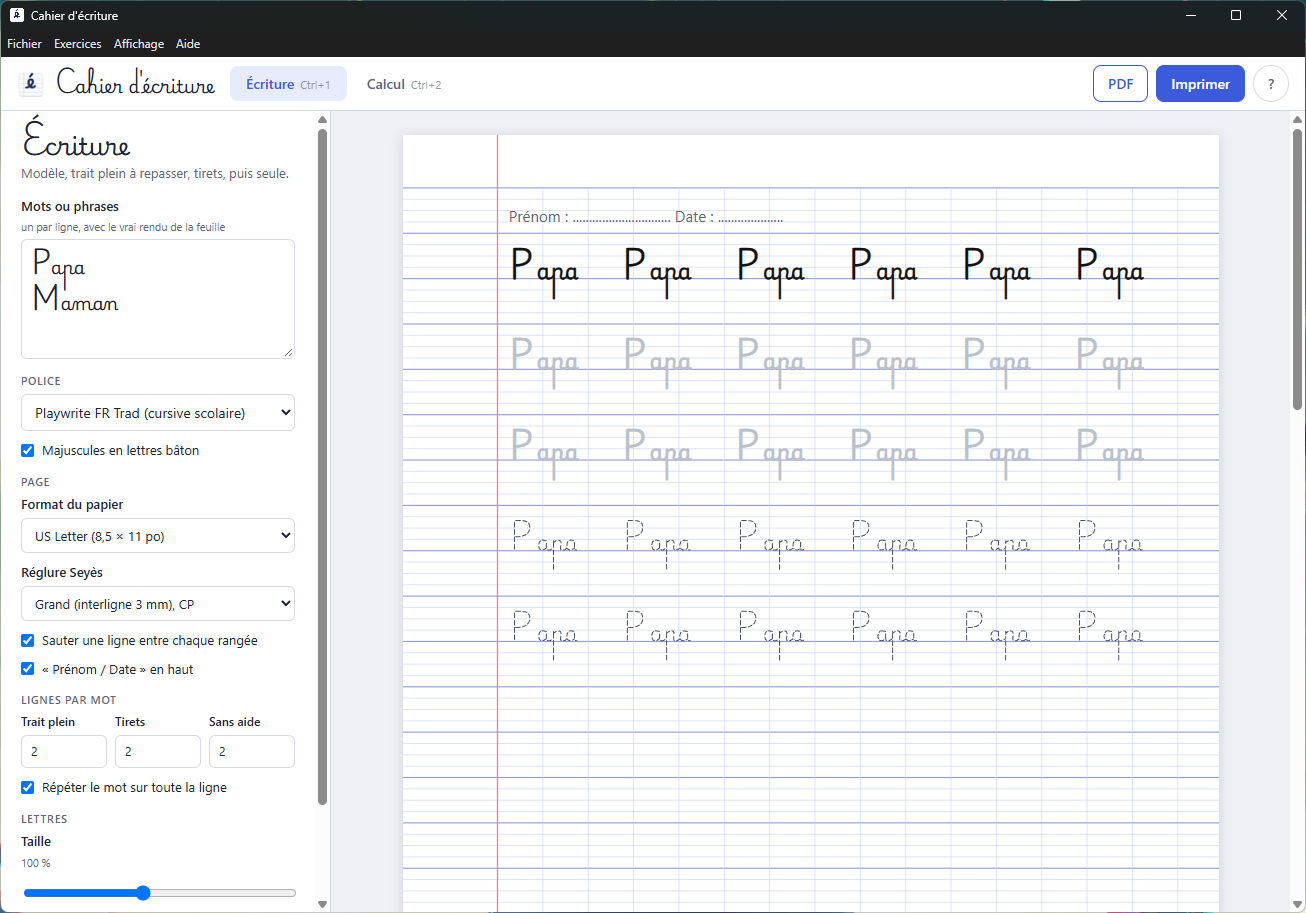 Cahier d'écriture
Fichier Exercices Affichage Aide
é Cahier d'écriture Écriture Ctrl+1 Calcul Ctrl+2 PDF Imprimer ?
Écriture
Modèle, trait plein à repasser, tirets, puis seule.
Mots ou phrases
un par ligne, avec le vrai rendu de la feuille
Papa
Maman
POLICE
Playwrite FR Trad (cursive scolaire)
Majuscules en lettres bâton
PAGE
Format du papier
US Letter (8,5 × 11 po)
Réglure Seyès
Grand (interligne 3 mm), CP
Sauter une ligne entre chaque rangée
« Prénom / Date » en haut
LIGNES PAR MOT
Trait plein Tirets Sans aide
2 2 2
Répéter le mot sur toute la ligne
LETTRES
Taille
100 %
Prénom : .............................. Date : ....................
Papa Papa Papa Papa Papa Papa
Papa Papa Papa Papa Papa Papa
Papa Papa Papa Papa Papa Papa
Papa Papa Papa Papa Papa Papa
Papa Papa Papa Papa Papa Papa